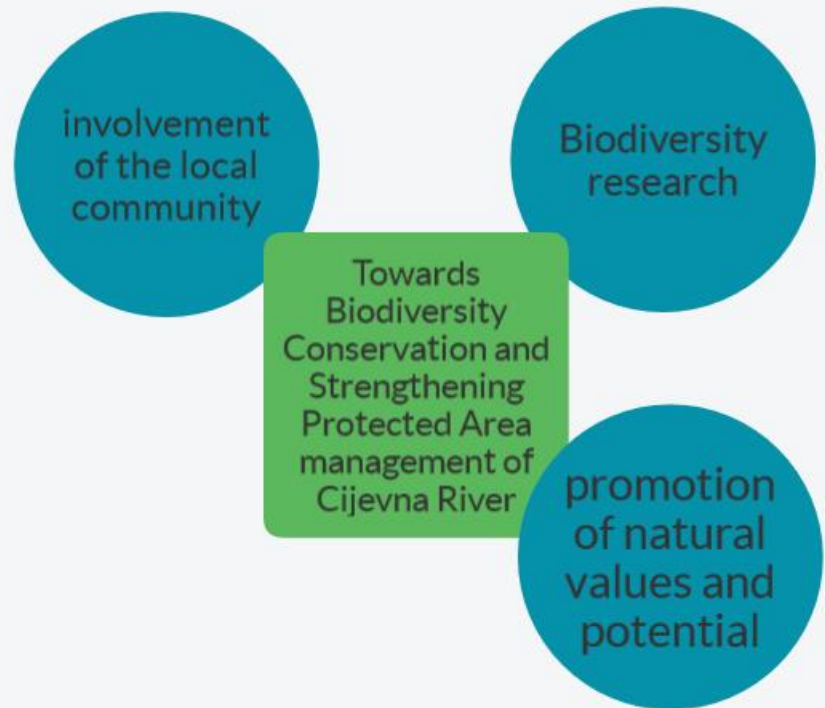 involvement
of the local
community
Biodiversity
research
Towards
Biodiversity
Conservation and
Strengthening
Protected Area
management of
Cijevna River
promotion
of natural
values and
potential